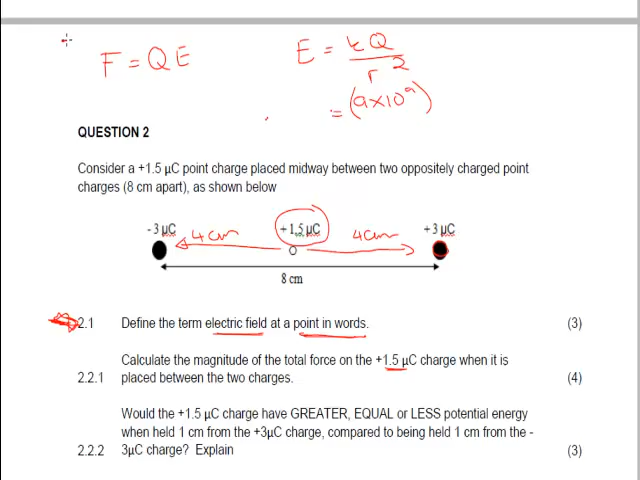 F = QE
E = kQ
r²
= (9×10⁹)
QUESTION 2
Consider a +1.5 µC point charge placed midway between two oppositely charged point
charges (8 cm apart), as shown below
- 3 µC 4cm +1.5 µC 4cm +3 µC
8 cm
2.1 Define the term electric field at a point in words. (3)
Calculate the magnitude of the total force on the +1.5 µC charge when it is
2.2.1 placed between the two charges. (4)
Would the +1.5 µC charge have GREATER, EQUAL or LESS potential energy
when held 1 cm from the +3µC charge, compared to being held 1 cm from the -
2.2.2 3µC charge? Explain (3)